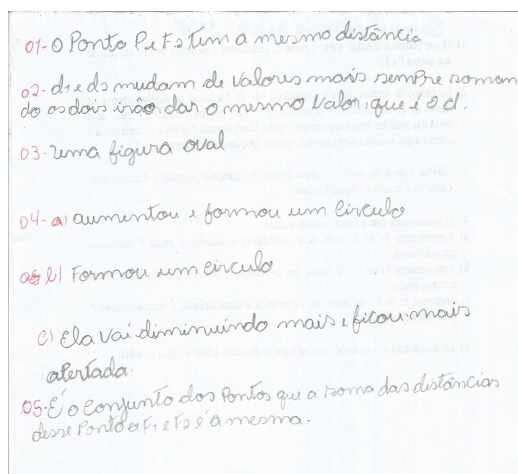 01- O Ponto P e F2 tem a mesmo distância
02- d1 e d2 mudam de valores mais sempre soman
do os dois irão dar o mesmo valor, que é o d.
03- uma figura oval
04- a) aumentou e formou um circulo
b) Formou um circulo
c) Ela vai diminuindo mais e ficou mais
apertada.
05- É o conjunto dos Pontos que a soma das distâncias
desse Ponto a F1 e F2 é a mesma.